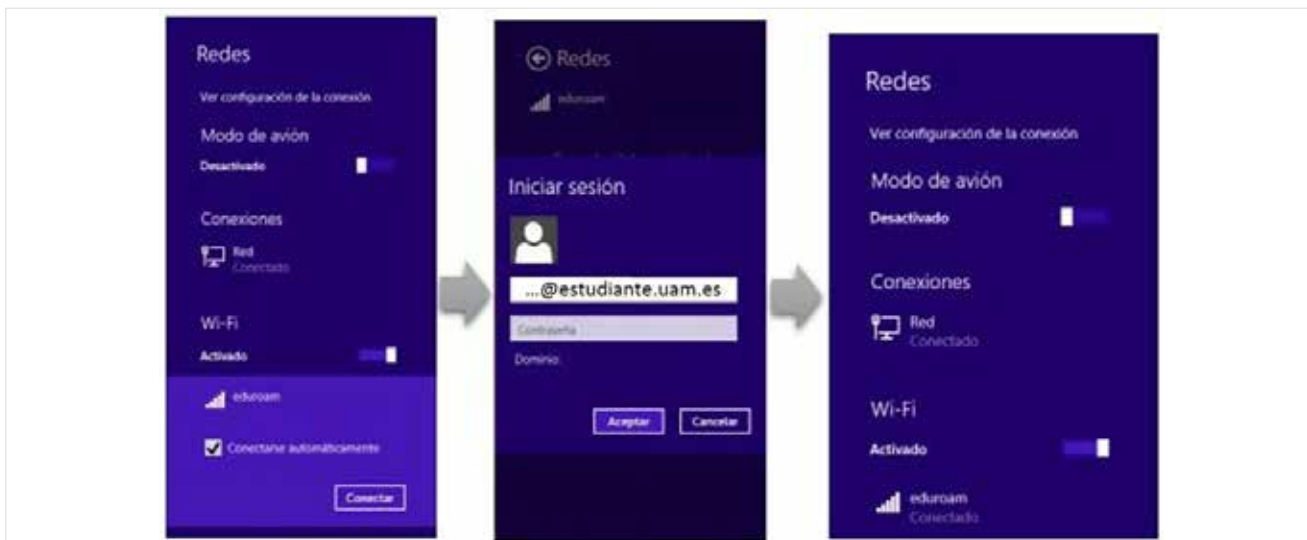 Redes
Ver configuración de la conexión
Modo de avión
Desactivado
Conexiones
Red
Conectado
Wi-Fi
Activado
eduroam
Conectarse automáticamente
Conectar
Redes
eduroam
Iniciar sesión
...@estudiante.uam.es
Contraseña
Dominio:
Aceptar
Cancelar
Redes
Ver configuración de la conexión
Modo de avión
Desactivado
Conexiones
Red
Conectado
Wi-Fi
Activado
eduroam
Conectado